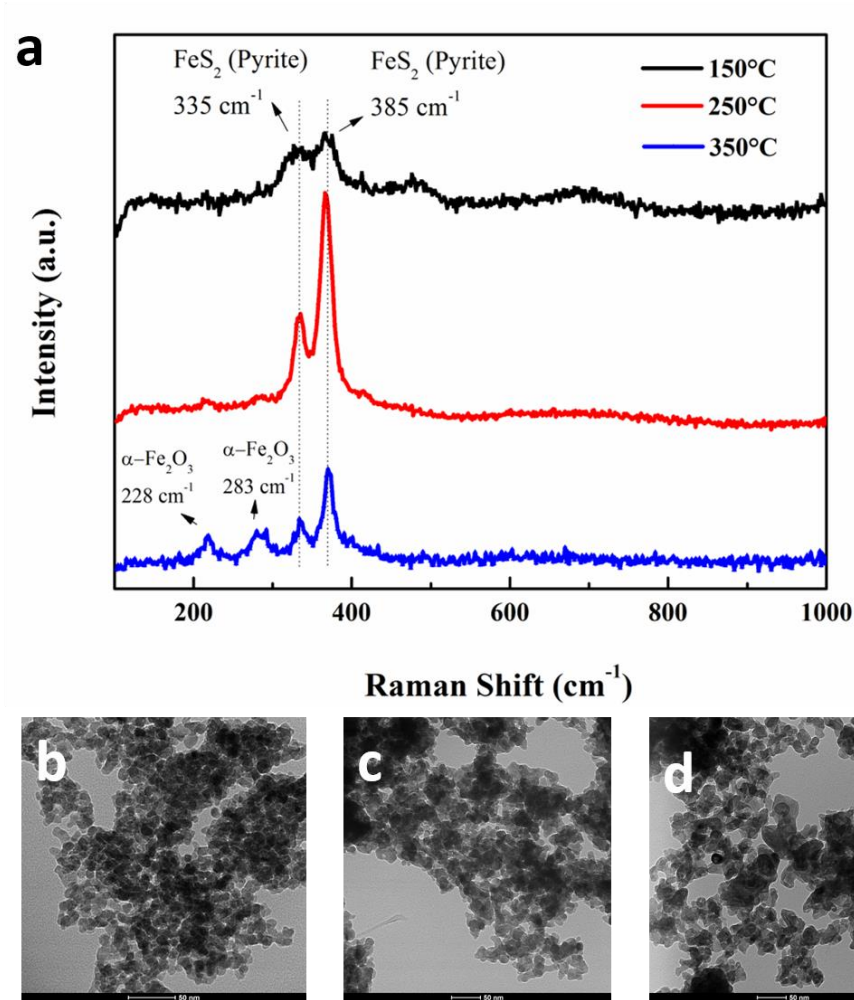 a
FeS₂ (Pyrite)
335 cm⁻¹
FeS₂ (Pyrite)
385 cm⁻¹
150°C
250°C
350°C
Intensity (a.u.)
α–Fe₂O₃
228 cm⁻¹
α–Fe₂O₃
283 cm⁻¹
200
400
600
800
1000
Raman Shift (cm⁻¹)
b
c
d
50 nm
50 nm
50 nm